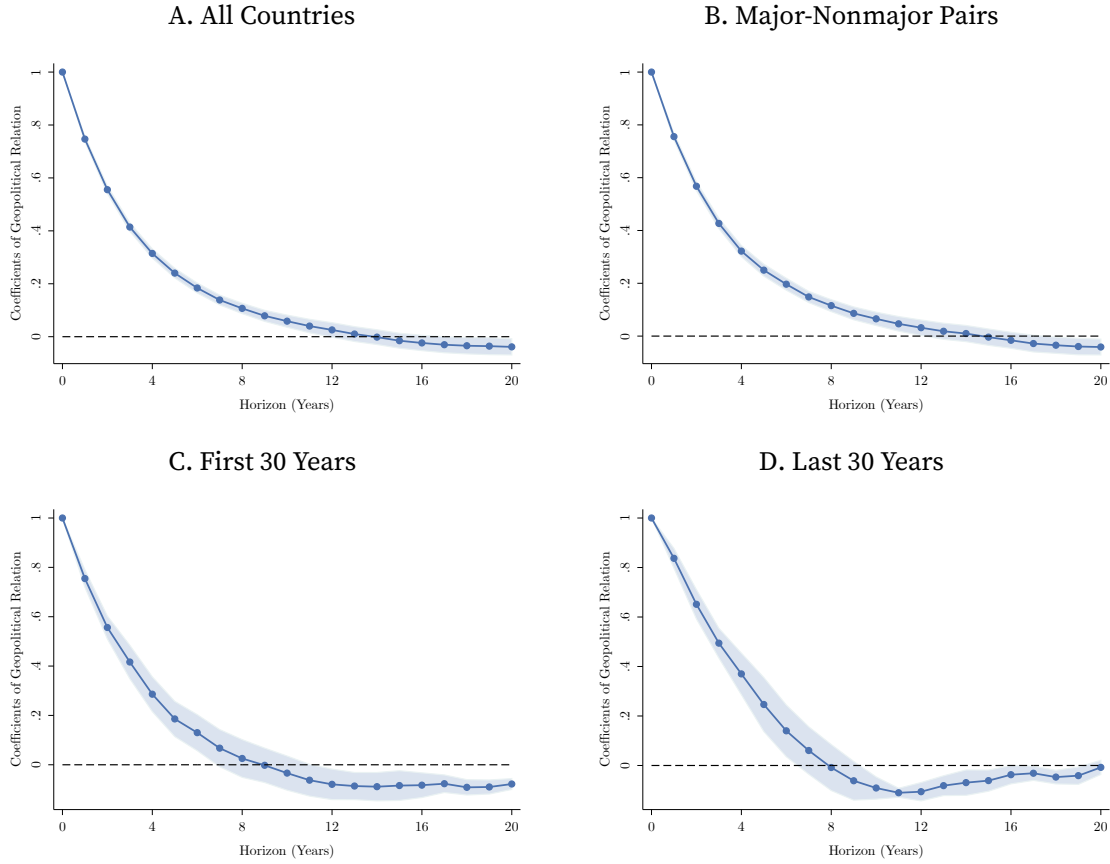 A. All Countries
B. Major-Nonmajor Pairs
Coefficients of Geopolitical Relation
1
.8
.6
.4
.2
0
0 4 8 12 16 20
Horizon (Years)
Coefficients of Geopolitical Relation
1
.8
.6
.4
.2
0
0 4 8 12 16 20
Horizon (Years)
C. First 30 Years
D. Last 30 Years
Coefficients of Geopolitical Relation
1
.8
.6
.4
.2
0
0 4 8 12 16 20
Horizon (Years)
Coefficients of Geopolitical Relation
1
.8
.6
.4
.2
0
0 4 8 12 16 20
Horizon (Years)